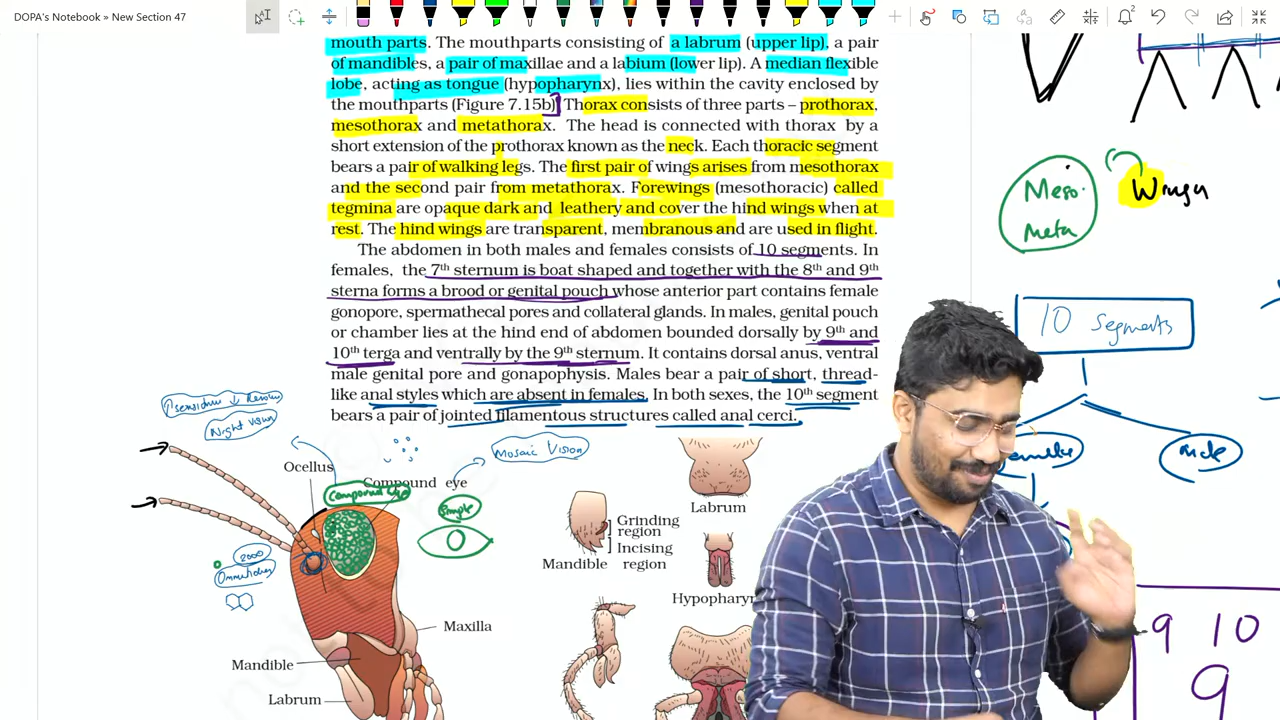 DOPA's Notebook » New Section 47
mouth parts. The mouthparts consisting of a labrum (upper lip), a pair
of mandibles, a pair of maxillae and a labium (lower lip). A median flexible
lobe, acting as tongue (hypopharynx), lies within the cavity enclosed by
the mouthparts (Figure 7.15b). Thorax consists of three parts – prothorax,
mesothorax and metathorax. The head is connected with thorax by a
short extension of the prothorax known as the neck. Each thoracic segment
bears a pair of walking legs. The first pair of wings arises from mesothorax
and the second pair from metathorax. Forewings (mesothoracic) called
tegmina are opaque dark and leathery and cover the hind wings when at
rest. The hind wings are transparent, membranous and are used in flight.
The abdomen in both males and females consists of 10 segments. In
females, the 7th sternum is boat shaped and together with the 8th and 9th
sterna forms a brood or genital pouch whose anterior part contains female
gonopore, spermathecal pores and collateral glands. In males, genital pouch
or chamber lies at the hind end of abdomen bounded dorsally by 9th and
10th terga and ventrally by the 9th sternum. It contains dorsal anus, ventral
male genital pore and gonapophysis. Males bear a pair of short, thread-
like anal styles which are absent in females. In both sexes, the 10th segment
bears a pair of jointed filamentous structures called anal cerci.
Meso
Meta
Wings
10 Segments
Male
9 10
9
Night Vision
Mosaic Vision
Ocellus
Compound eye
Compound eye
Simple
2000
Ommatidia
Mandible
Labrum
Maxilla
Grinding
region
Incising
region
Mandible
Labrum